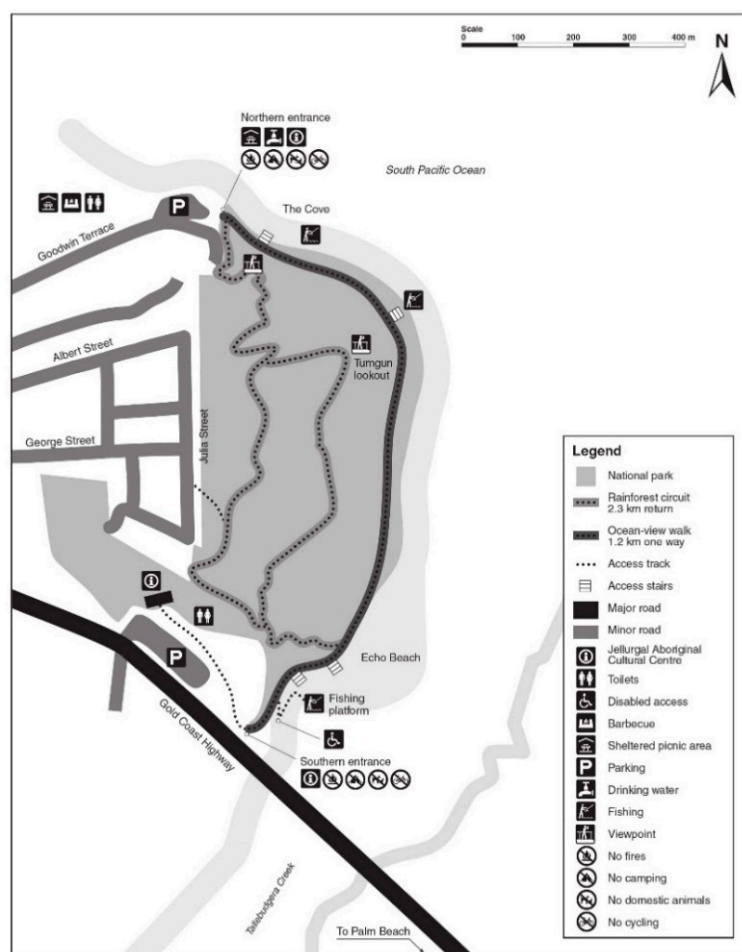 Scale
0 100 200 300 400 m
N
Northern entrance
South Pacific Ocean
The Cove
P
Goodwin Terrace
Albert Street
Tumgun
lookout
George Street
Julia Street
Echo Beach
P
Fishing
platform
Gold Coast Highway
Southern entrance
Tallebudgera Creek
To Palm Beach
Legend
National park
Rainforest circuit
2.3 km return
Ocean-view walk
1.2 km one way
Access track
Access stairs
Major road
Minor road
Jellurgal Aboriginal
Cultural Centre
Toilets
Disabled access
Barbecue
Sheltered picnic area
P Parking
Drinking water
Fishing
Viewpoint
No fires
No camping
No domestic animals
No cycling